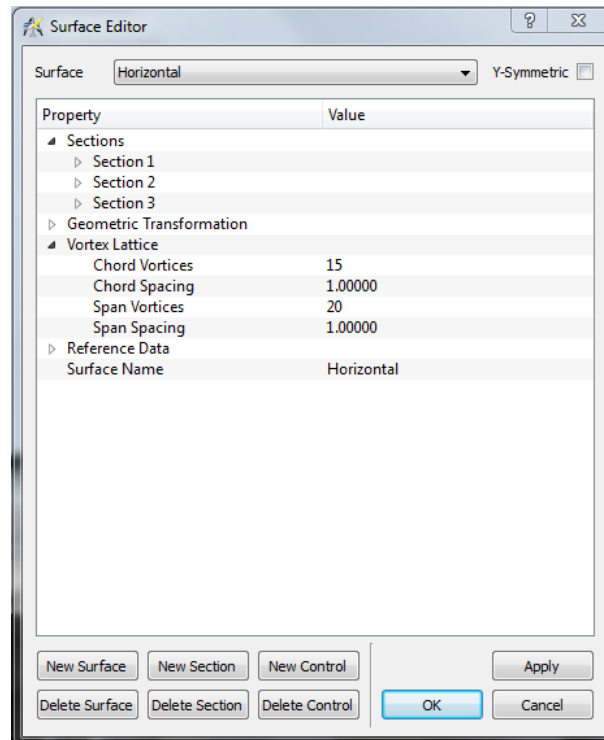 Surface Editor
Surface Horizontal Y-Symmetric
Property Value
Sections
Section 1
Section 2
Section 3
Geometric Transformation
Vortex Lattice
Chord Vortices 15
Chord Spacing 1.00000
Span Vortices 20
Span Spacing 1.00000
Reference Data
Surface Name Horizontal
New Surface New Section New Control Apply
Delete Surface Delete Section Delete Control OK Cancel